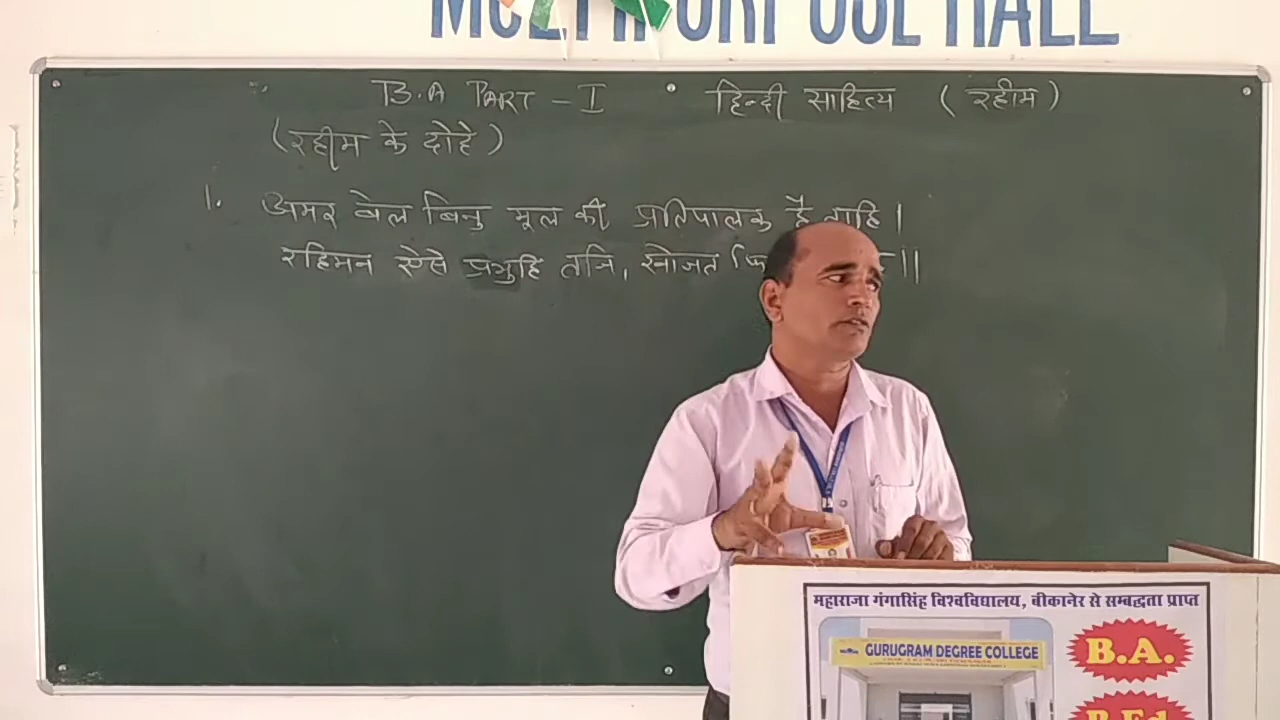 MULTIPURPOSE HALL
B.A PART - I हिन्दी साहित्य ( रहीम )
(रहीम के दोहे)
1. अमर बेल बिनु मूल की प्रतिपालक है ताहि।
रहिमन ऐसे प्रभुहि तजि, खोजत ॥
महाराजा गंगासिंह विश्वविद्यालय, बीकानेर से सम्बद्धता प्राप्त
GURUGRAM DEGREE COLLEGE
B.A.
B.Ed